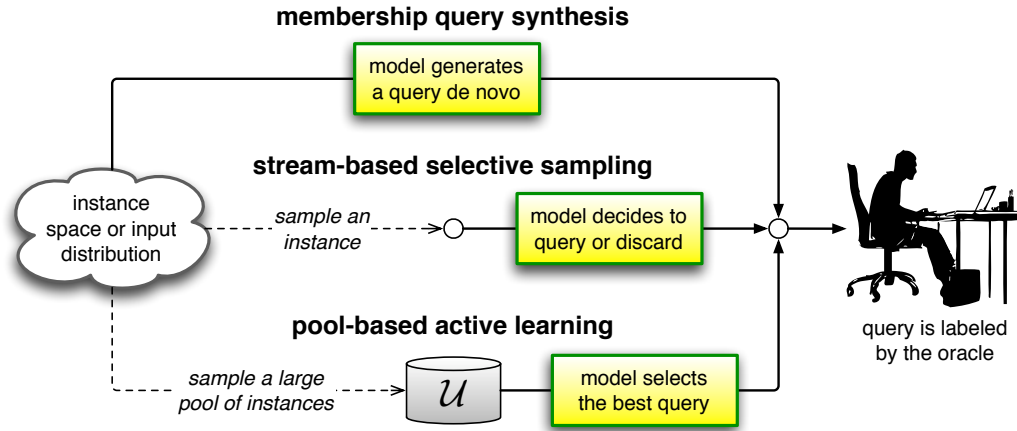 membership query synthesis
model generates
a query de novo
stream-based selective sampling
instance
space or input
distribution
sample an
instance
model decides to
query or discard
pool-based active learning
sample a large
pool of instances
U
model selects
the best query
query is labeled
by the oracle